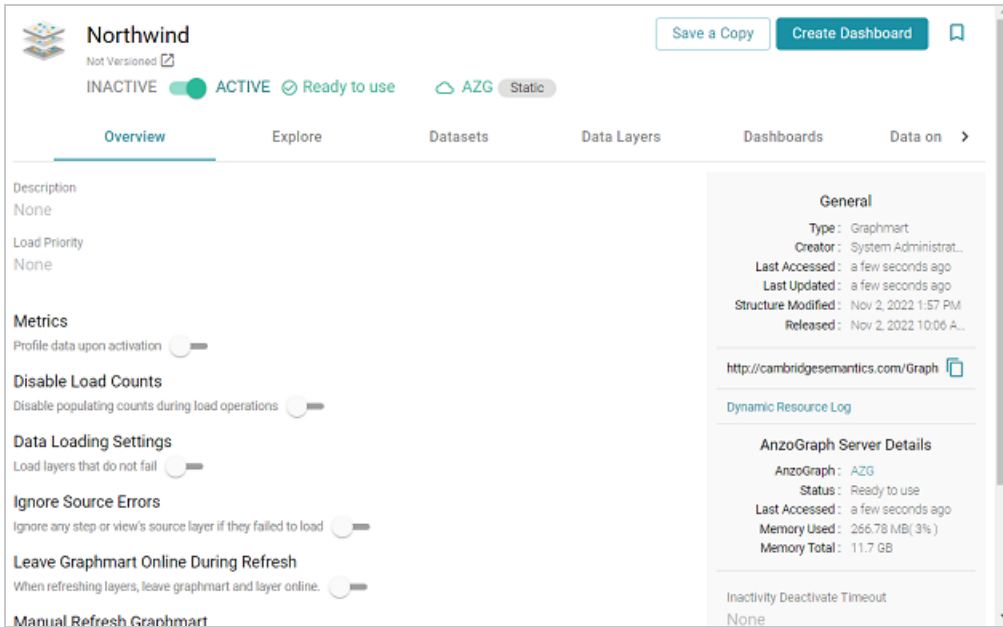 Northwind
Save a Copy
Create Dashboard
Not Versioned
INACTIVE ACTIVE Ready to use AZG Static
Overview Explore Datasets Data Layers Dashboards Data on
Description
None
Load Priority
None
Metrics
Profile data upon activation
Disable Load Counts
Disable populating counts during load operations
Data Loading Settings
Load layers that do not fail
Ignore Source Errors
Ignore any step or view's source layer if they failed to load
Leave Graphmart Online During Refresh
When refreshing layers, leave graphmart and layer online.
Manual Refresh Graphmart
General
Type : Graphmart
Creator : System Administrat...
Last Accessed : a few seconds ago
Last Updated : a few seconds ago
Structure Modified : Nov 2, 2022 1:57 PM
Released : Nov 2, 2022 10:06 A...
http://cambridgesemantics.com/Graph
Dynamic Resource Log
AnzoGraph Server Details
AnzoGraph : AZG
Status : Ready to use
Last Accessed : a few seconds ago
Memory Used : 266.78 MB( 3% )
Memory Total : 11.7 GB
Inactivity Deactivate Timeout
None